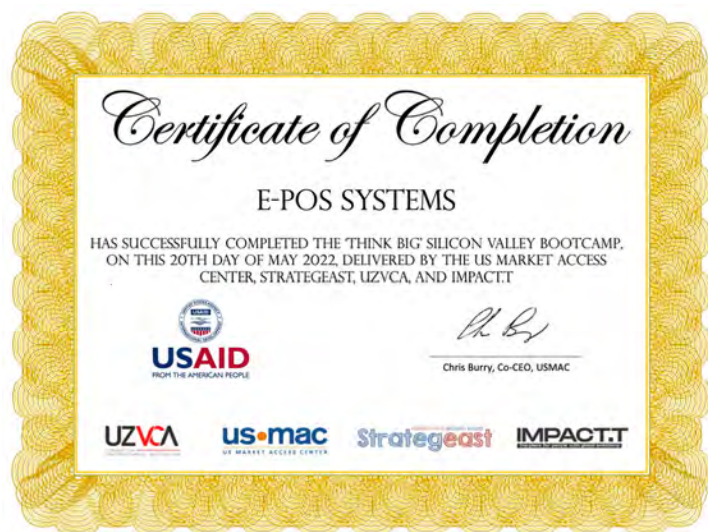 Certificate of Completion
E-POS SYSTEMS
HAS SUCCESSFULLY COMPLETED THE 'THINK BIG' SILICON VALLEY BOOTCAMP,
ON THIS 20TH DAY OF MAY 2022, DELIVERED BY THE US MARKET ACCESS
CENTER, STRATEGEAST, UZVCA, AND IMPACT.T
USAID
USAID
FROM THE AMERICAN PEOPLE
Chris Burry, Co-CEO, USMAC
UZVCA
us•mac
US MARKET ACCESS CENTER
Strategeast
IMPACT.T